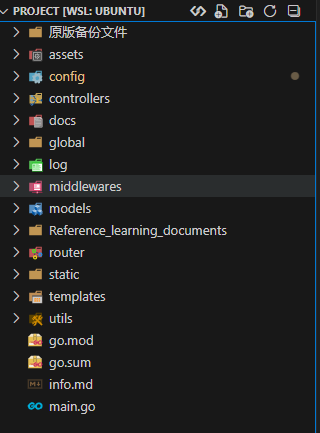 PROJECT [WSL: UBUNTU]
原版备份文件
assets
config
controllers
docs
global
log
middlewares
models
Reference_learning_documents
router
static
templates
utils
go.mod
go.sum
info.md
main.go